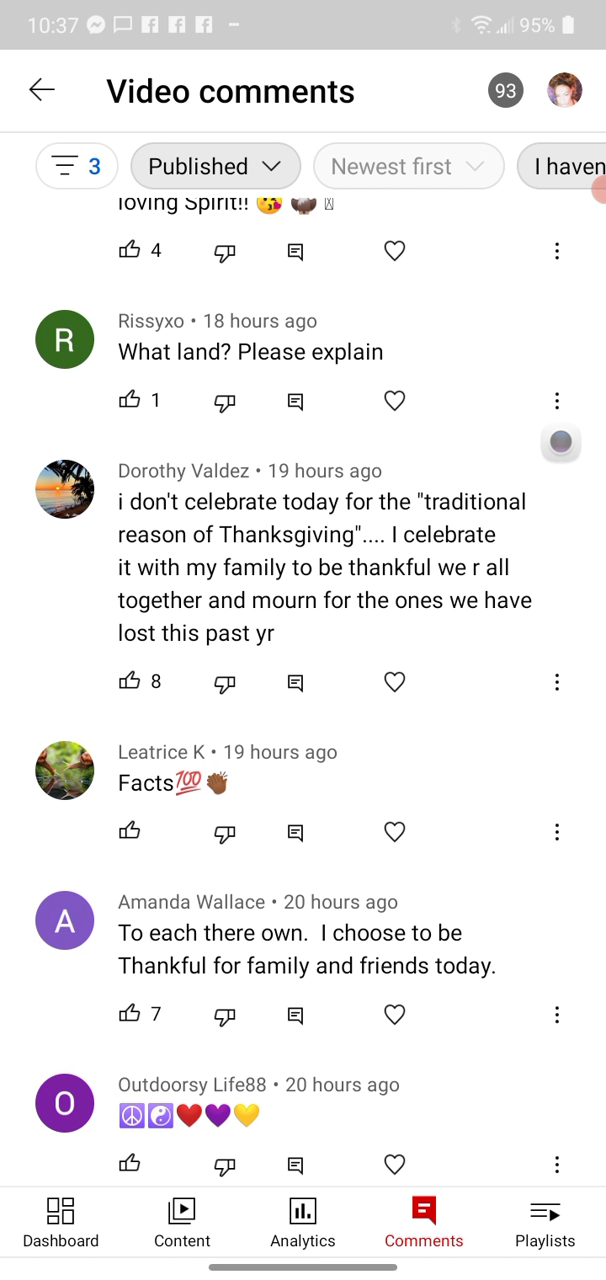 10:37 95%
Video comments 93
3 Published Newest first I haven
loving Spirit!! 😘
4
Rissyxo • 18 hours ago
What land? Please explain
1
Dorothy Valdez • 19 hours ago
i don't celebrate today for the "traditional
reason of Thanksgiving".... I celebrate
it with my family to be thankful we r all
together and mourn for the ones we have
lost this past yr
8
Leatrice K • 19 hours ago
Facts💯👏🏾
A
Amanda Wallace • 20 hours ago
To each there own.  I choose to be
Thankful for family and friends today.
7
Outdoorsy Life88 • 20 hours ago
☮️☯️❤️💜💛
Dashboard Content Analytics Comments Playlists